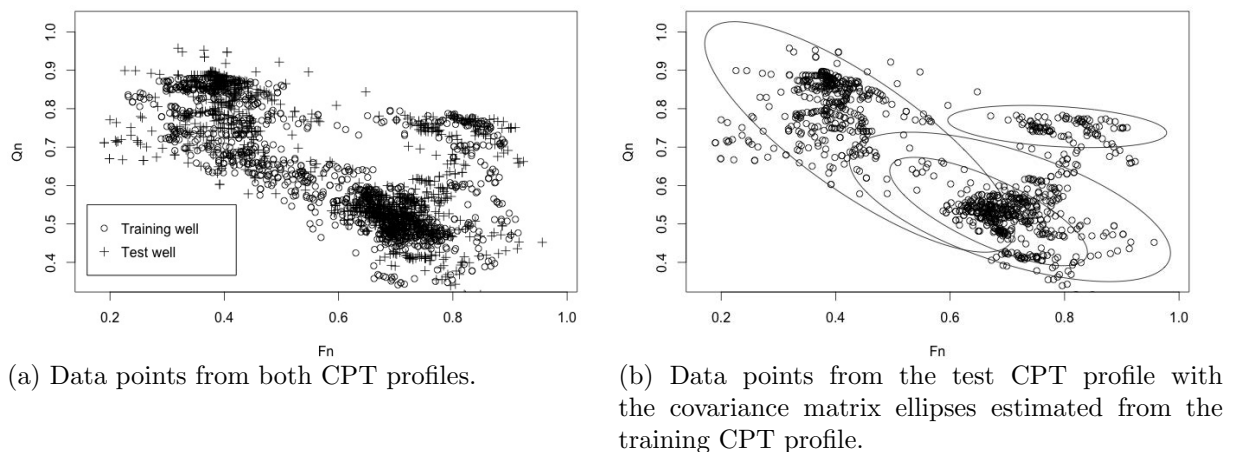 1.0
0.9
0.8
0.7
0.6
0.5
0.4
Qn
Training well
Test well
0.2 0.4 0.6 0.8 1.0
Fn
(a) Data points from both CPT profiles.
1.0
0.9
0.8
0.7
0.6
0.5
0.4
Qn
0.2 0.4 0.6 0.8 1.0
Fn
(b) Data points from the test CPT profile with
the covariance matrix ellipses estimated from the
training CPT profile.